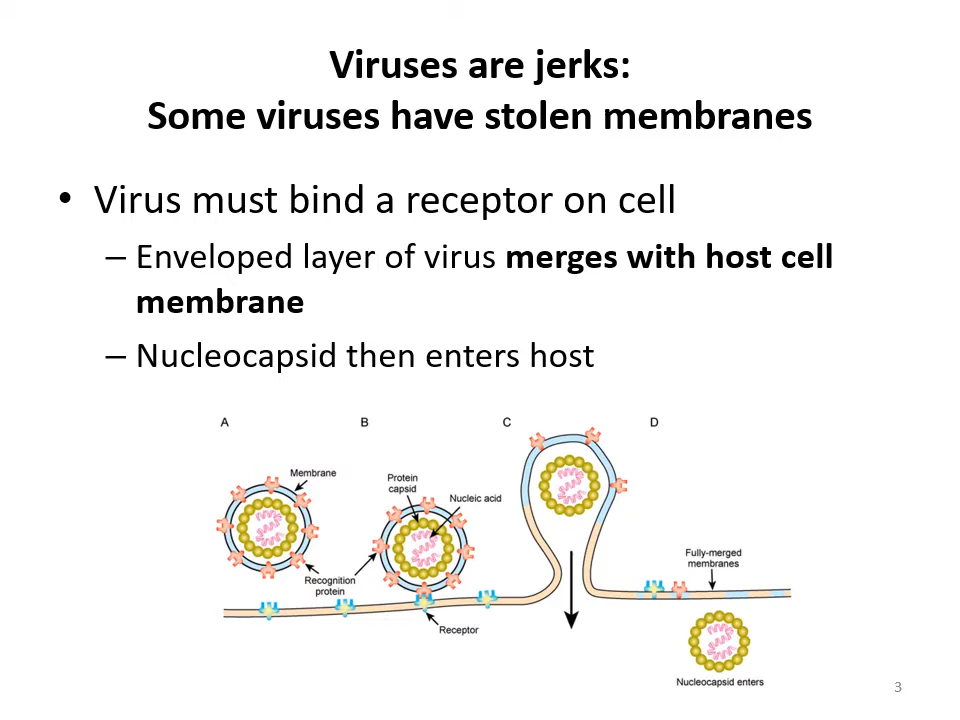 Viruses are jerks:
Some viruses have stolen membranes
• Virus must bind a receptor on cell
– Enveloped layer of virus merges with host cell
membrane
– Nucleocapsid then enters host
A
B
C
D
Membrane
Protein
capsid
Nucleic acid
Recognition
protein
Receptor
Fully-merged
membranes
Nucleocapsid enters
3